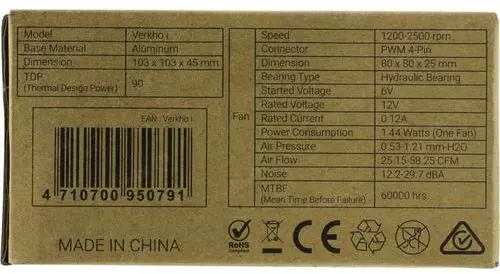 Model Verkho i
Base Material Aluminum
Dimension 103 x 103 x 45 mm
TDP
(Thermal Design Power) 90
EAN : Verkho i
4 710700 950791
MADE IN CHINA
Fan
Speed 1200-2500 rpm
Connector PWM 4-Pin
Dimension 80 x 80 x 25 mm
Bearing Type Hydraulic Bearing
Started Voltage 6V
Rated Voltage 12V
Rated Current 0.12A
Power Consumption 1.44 Watts (One Fan)
Air Pressure 0.53-1.21 mm-H2O
Air Flow 25.15-58.25 CFM
Noise 12.2-29.7 dBA
MTBF
(Mean Time Before Failure) 60000 hrs
RoHS
COMPLIANT
CE